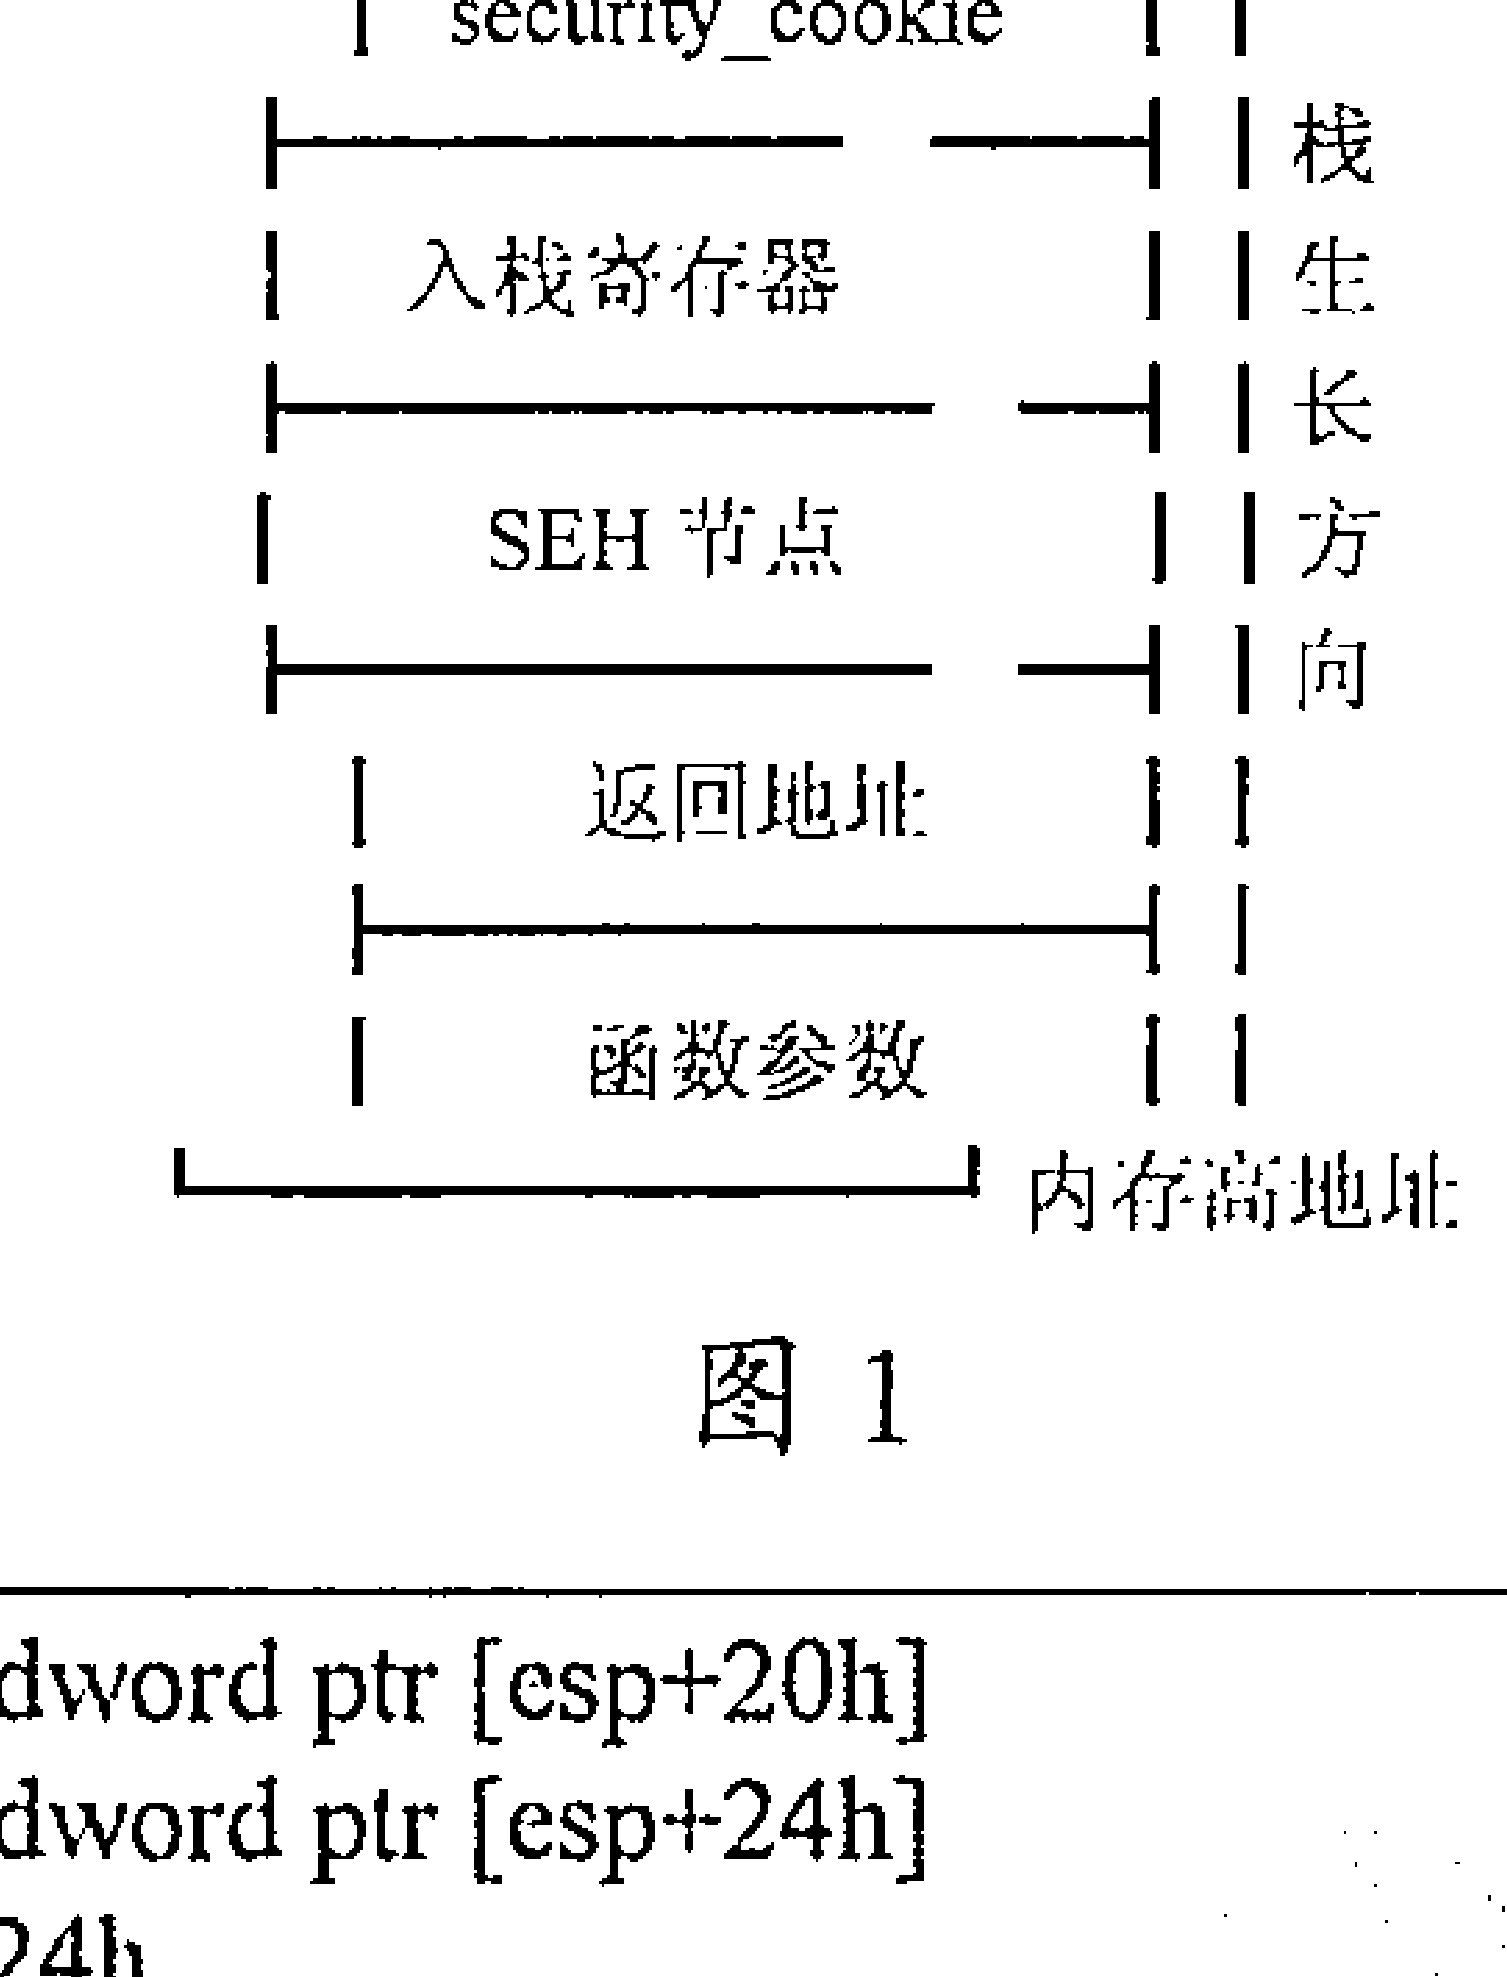 security_cookie
栈
入栈寄存器 生
长
SEH 节点 方
向
返回地址
函数参数
内存高地址
图 1
dword ptr [esp+20h]
dword ptr [esp+24h]
24h